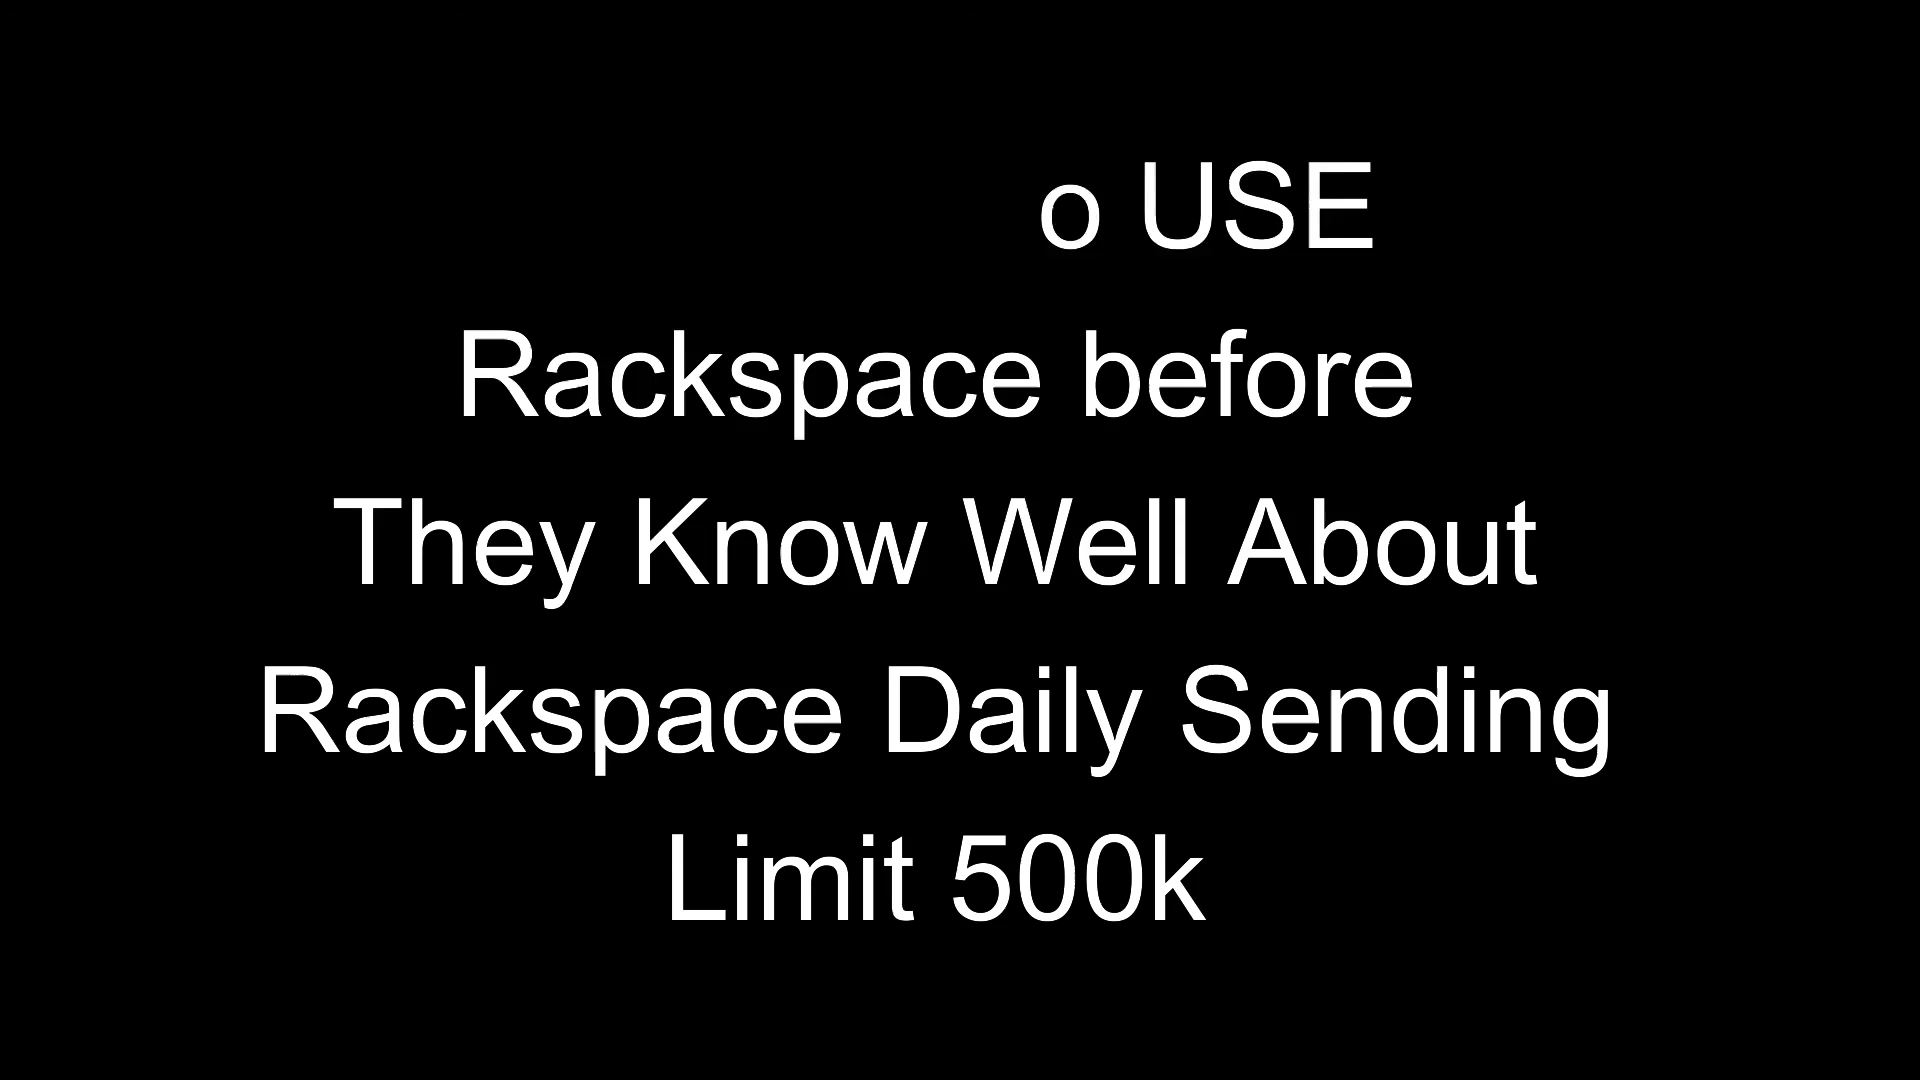 o USE
Rackspace before
They Know Well About
Rackspace Daily Sending
Limit 500k